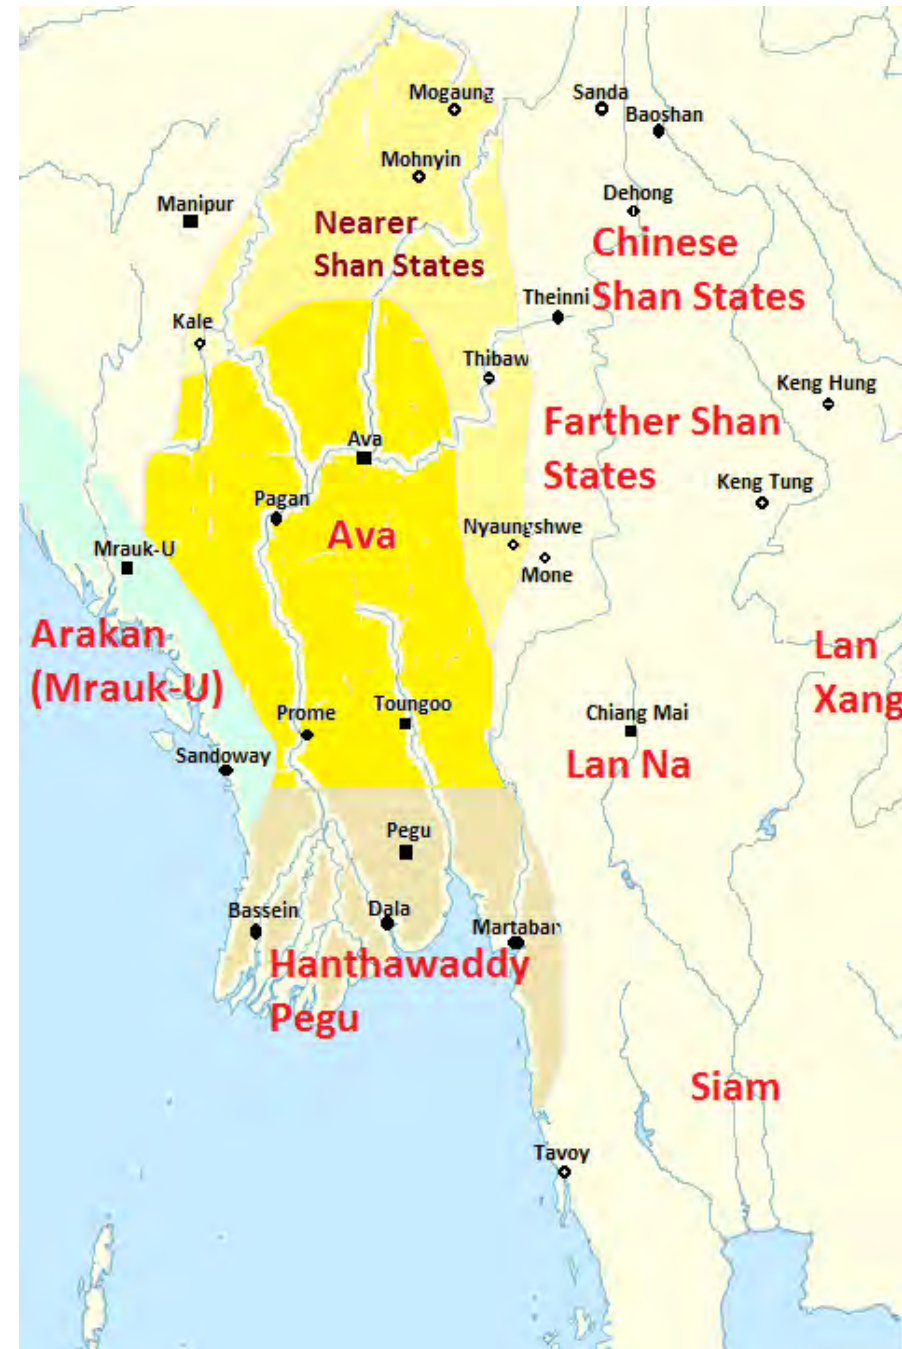 Mogaung
Sanda
Baoshan
Mohnyin
Manipur
Dehong
Nearer
Shan States
Chinese
Shan States
Theinni
Kale
Thibaw
Keng Hung
Farther Shan
States
Ava
Keng Tung
Pagan
Ava
Nyaungshwe
Mone
Mrauk-U
Arakan
(Mrauk-U)
Lan
Xang
Prome
Toungoo
Chiang Mai
Sandoway
Lan Na
Pegu
Bassein
Dala
Martaban
Hanthawaddy
Pegu
Siam
Tavoy